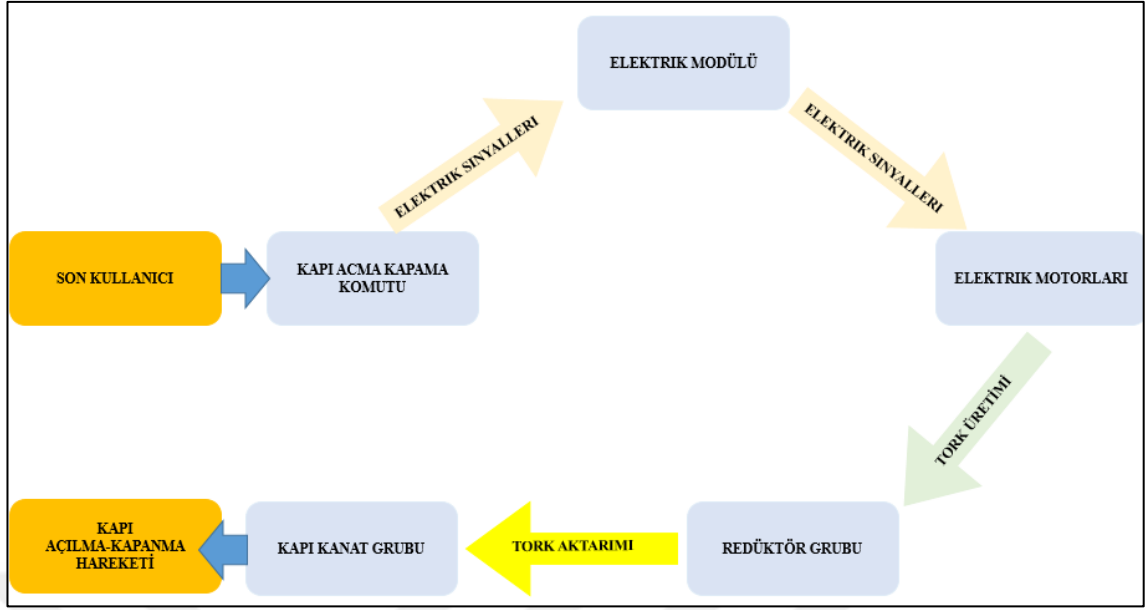 ELEKTRIK MODÜLÜ
ELEKTRIK SINYALLERI
ELEKTRIK SINYALLERI
SON KULLANICI
KAPI ACMA KAPAMA
KOMUTU
ELEKTRIK MOTORLARI
TORK ÜRETİMİ
KAPI
AÇILMA-KAPANMA
HAREKETİ
KAPI KANAT GRUBU
TORK AKTARIMI
REDÜKTÖR GRUBU